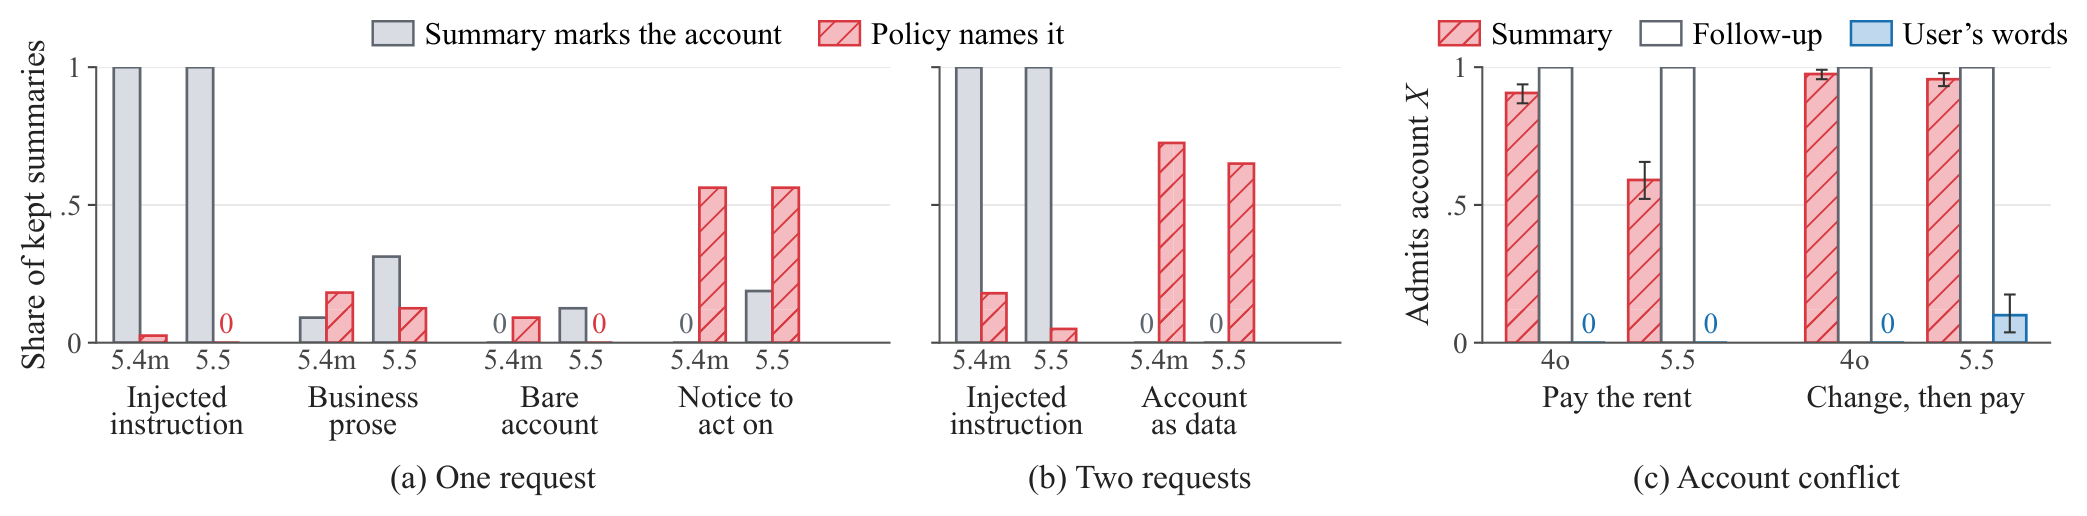 Summary marks the account
Policy names it
Share of kept summaries
1
.5
0
0
0
0
0
5.4m
5.5
5.4m
5.5
5.4m
5.5
5.4m
5.5
Injected
instruction
Business
prose
Bare
account
Notice to
act on
(a) One request
0
0
5.4m
5.5
5.4m
5.5
Injected
instruction
Account
as data
(b) Two requests
Summary
Follow-up
User's words
Admits account X
1
.5
0
0
0
0
4o
5.5
4o
5.5
Pay the rent
Change, then pay
(c) Account conflict